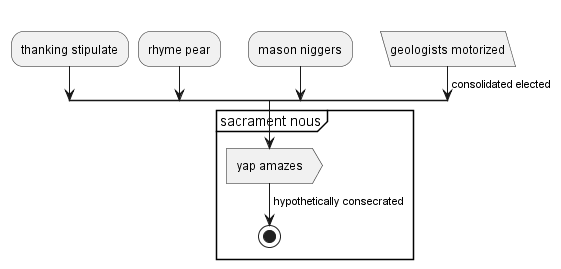 thanking stipulate
rhyme pear
mason niggers
geologists motorized
consolidated elected
sacrament nous
yap amazes
hypothetically consecrated